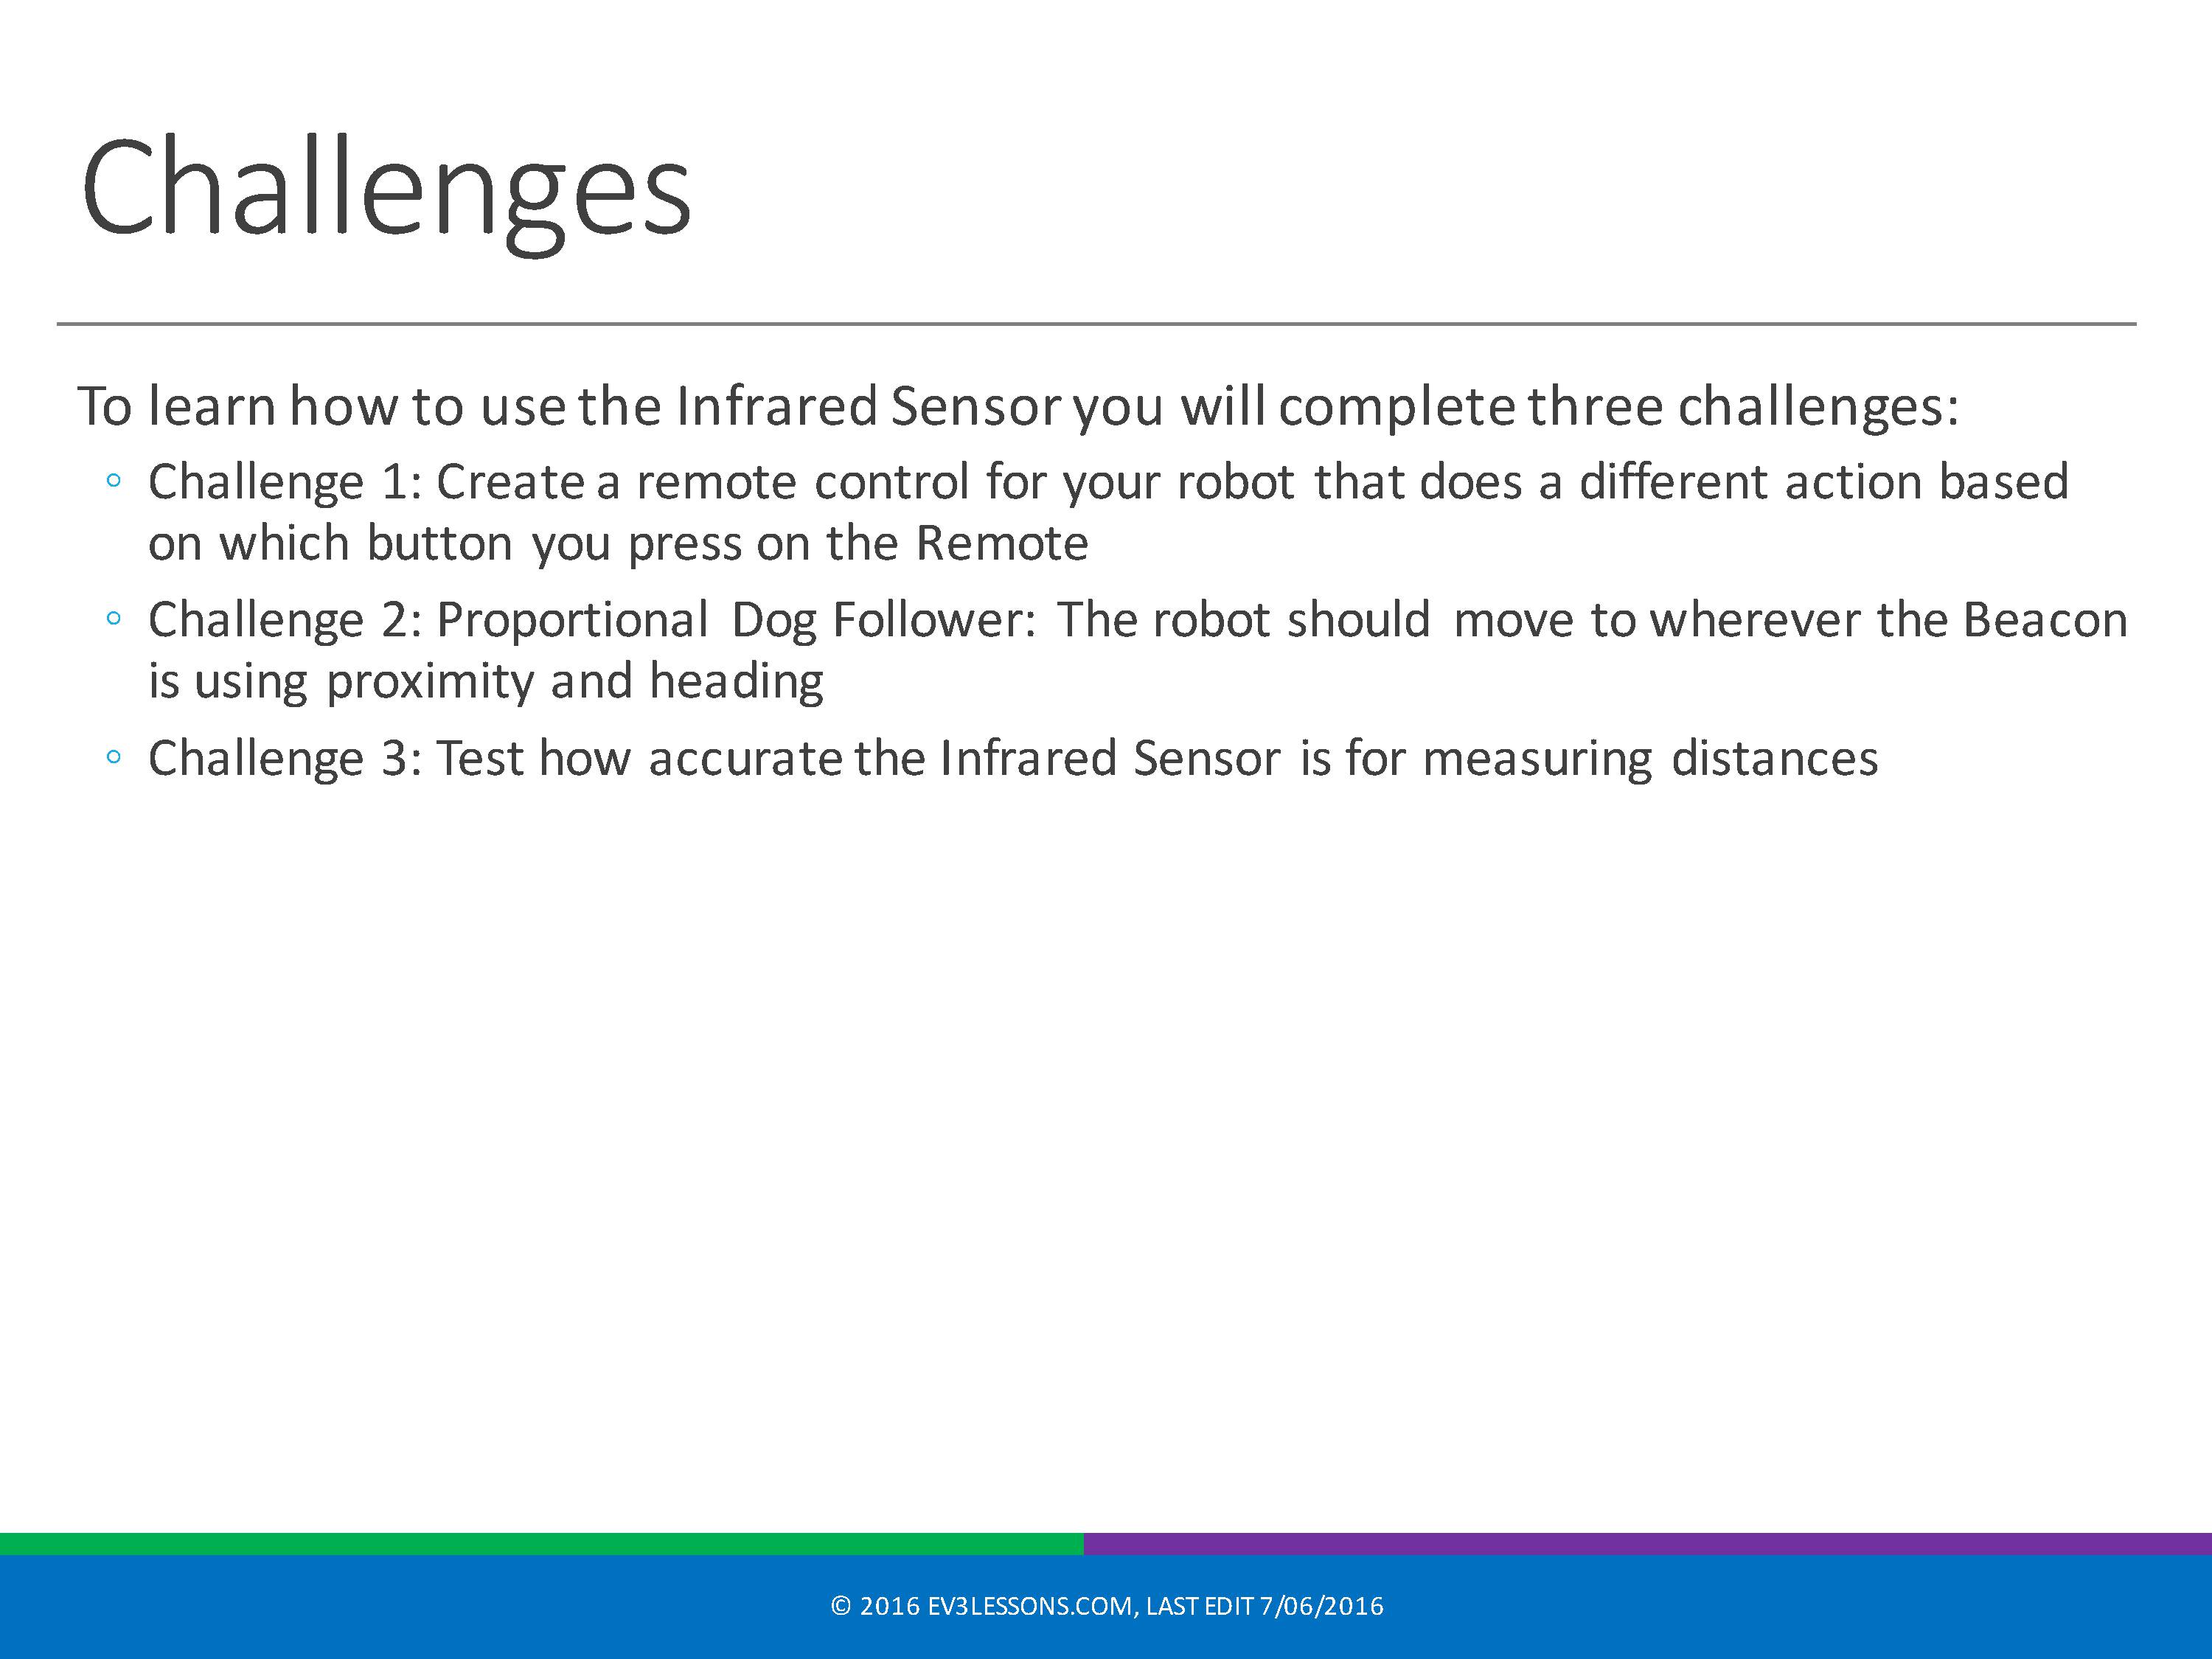 Challenges
To learn how to use the Infrared Sensor you will complete three challenges:
◦ Challenge 1: Create a remote control for your robot that does a different action based
on which button you press on the Remote
◦ Challenge 2: Proportional Dog Follower: The robot should move to wherever the Beacon
is using proximity and heading
◦ Challenge 3: Test how accurate the Infrared Sensor is for measuring distances
© 2016 EV3LESSONS.COM, LAST EDIT 7/06/2016